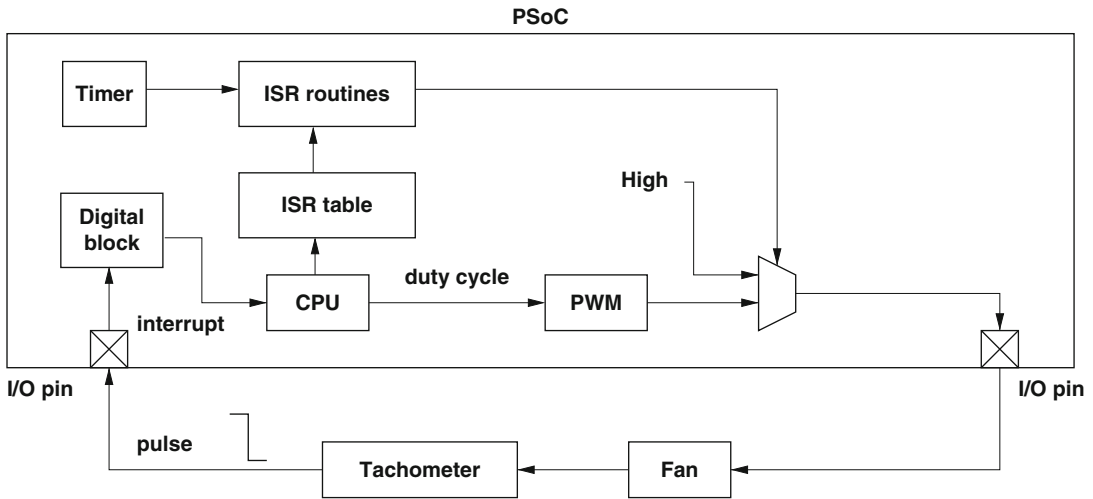 PSoC
Timer
ISR routines
ISR table
High
Digital
block
duty cycle
CPU
PWM
interrupt
I/O pin
I/O pin
pulse
Tachometer
Fan